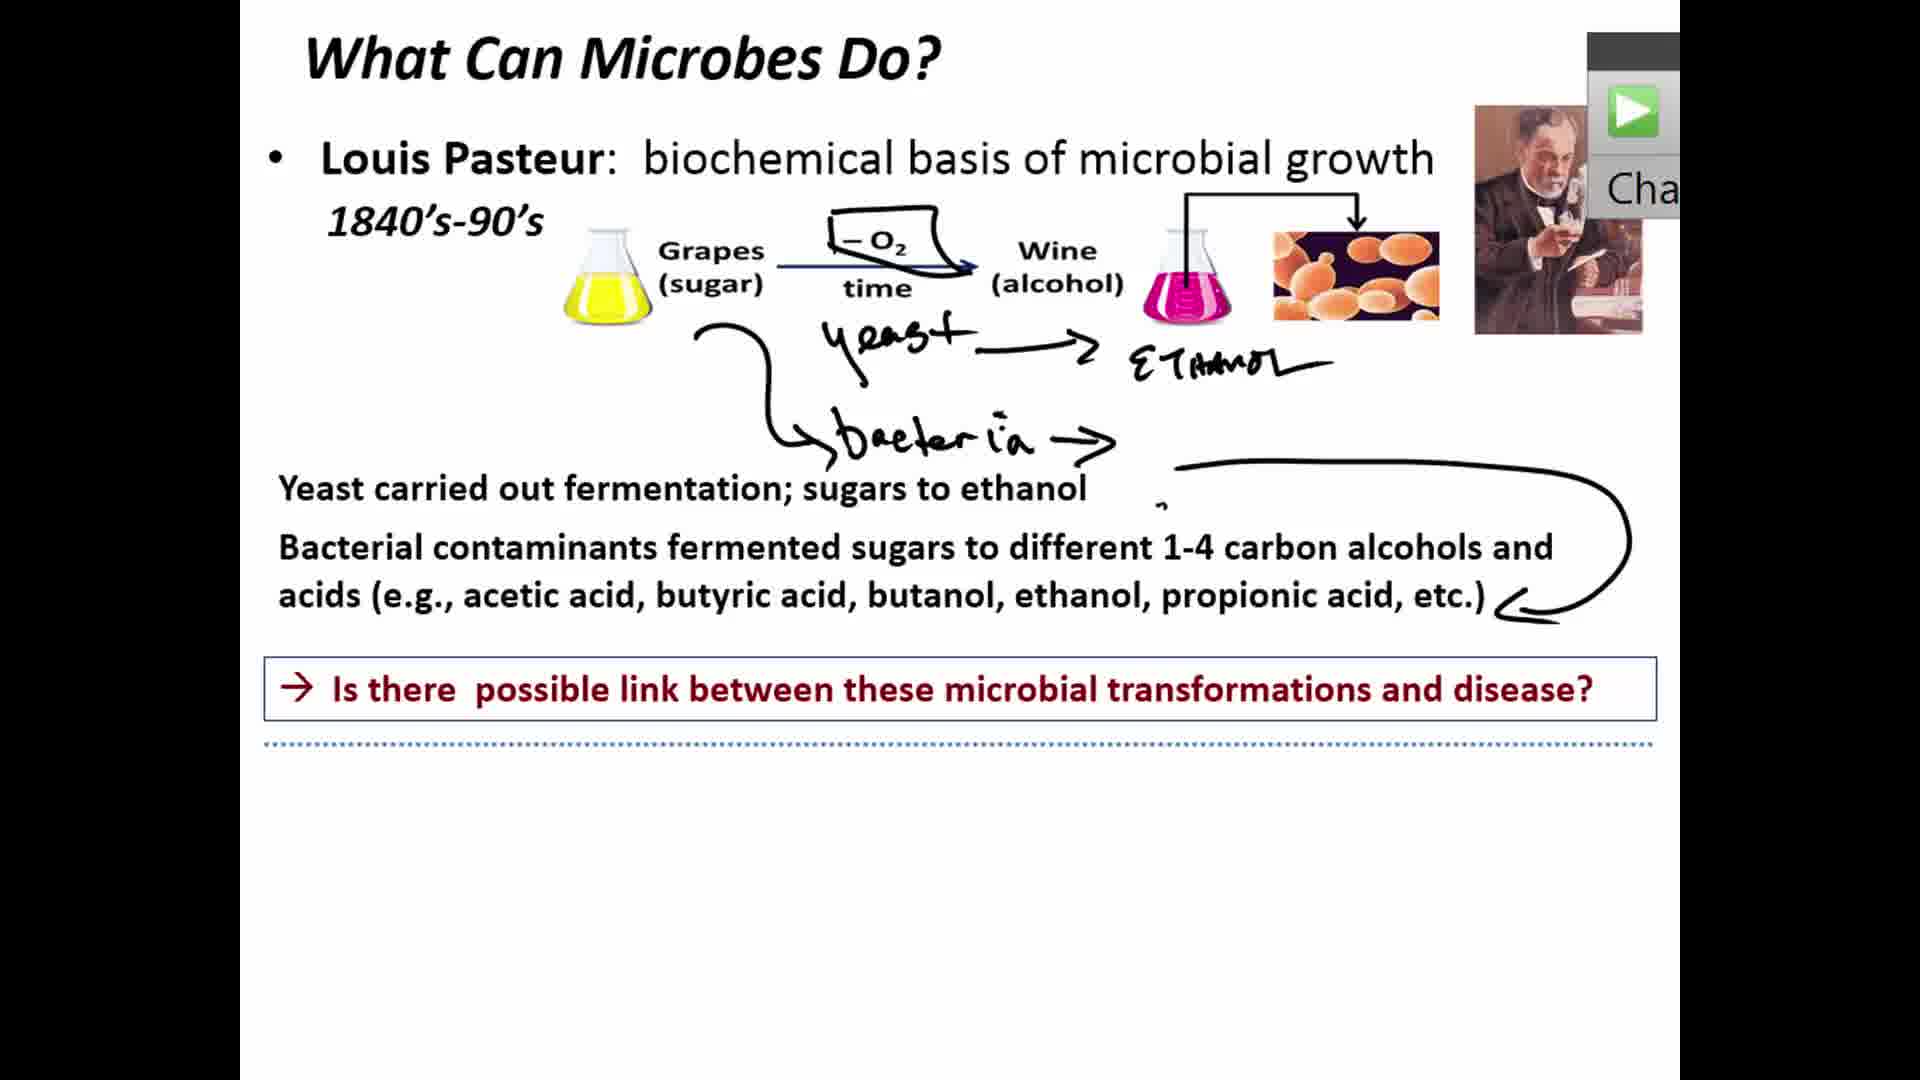 What Can Microbes Do?
• Louis Pasteur: biochemical basis of microbial growth
1840's-90's
Grapes
(sugar)
– O2
time
Wine
(alcohol)
Cha
yeast →
ETHANOL
bacteria →
Yeast carried out fermentation; sugars to ethanol
Bacterial contaminants fermented sugars to different 1-4 carbon alcohols and
acids (e.g., acetic acid, butyric acid, butanol, ethanol, propionic acid, etc.)
→ Is there possible link between these microbial transformations and disease?